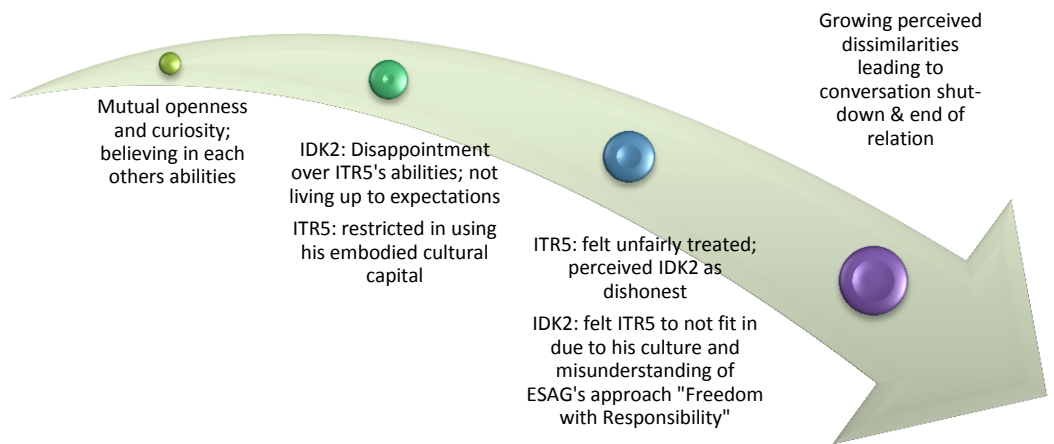 Mutual openness
and curiosity;
believing in each
others abilities
IDK2: Disappointment
over ITR5's abilities; not
living up to expectations
ITR5: restricted in using
his embodied cultural
capital
ITR5: felt unfairly treated;
perceived IDK2 as
dishonest
IDK2: felt ITR5 to not fit in
due to his culture and
misunderstanding of
ESAG's approach "Freedom
with Responsibility"
Growing perceived
dissimilarities
leading to
conversation shut-
down & end of
relation